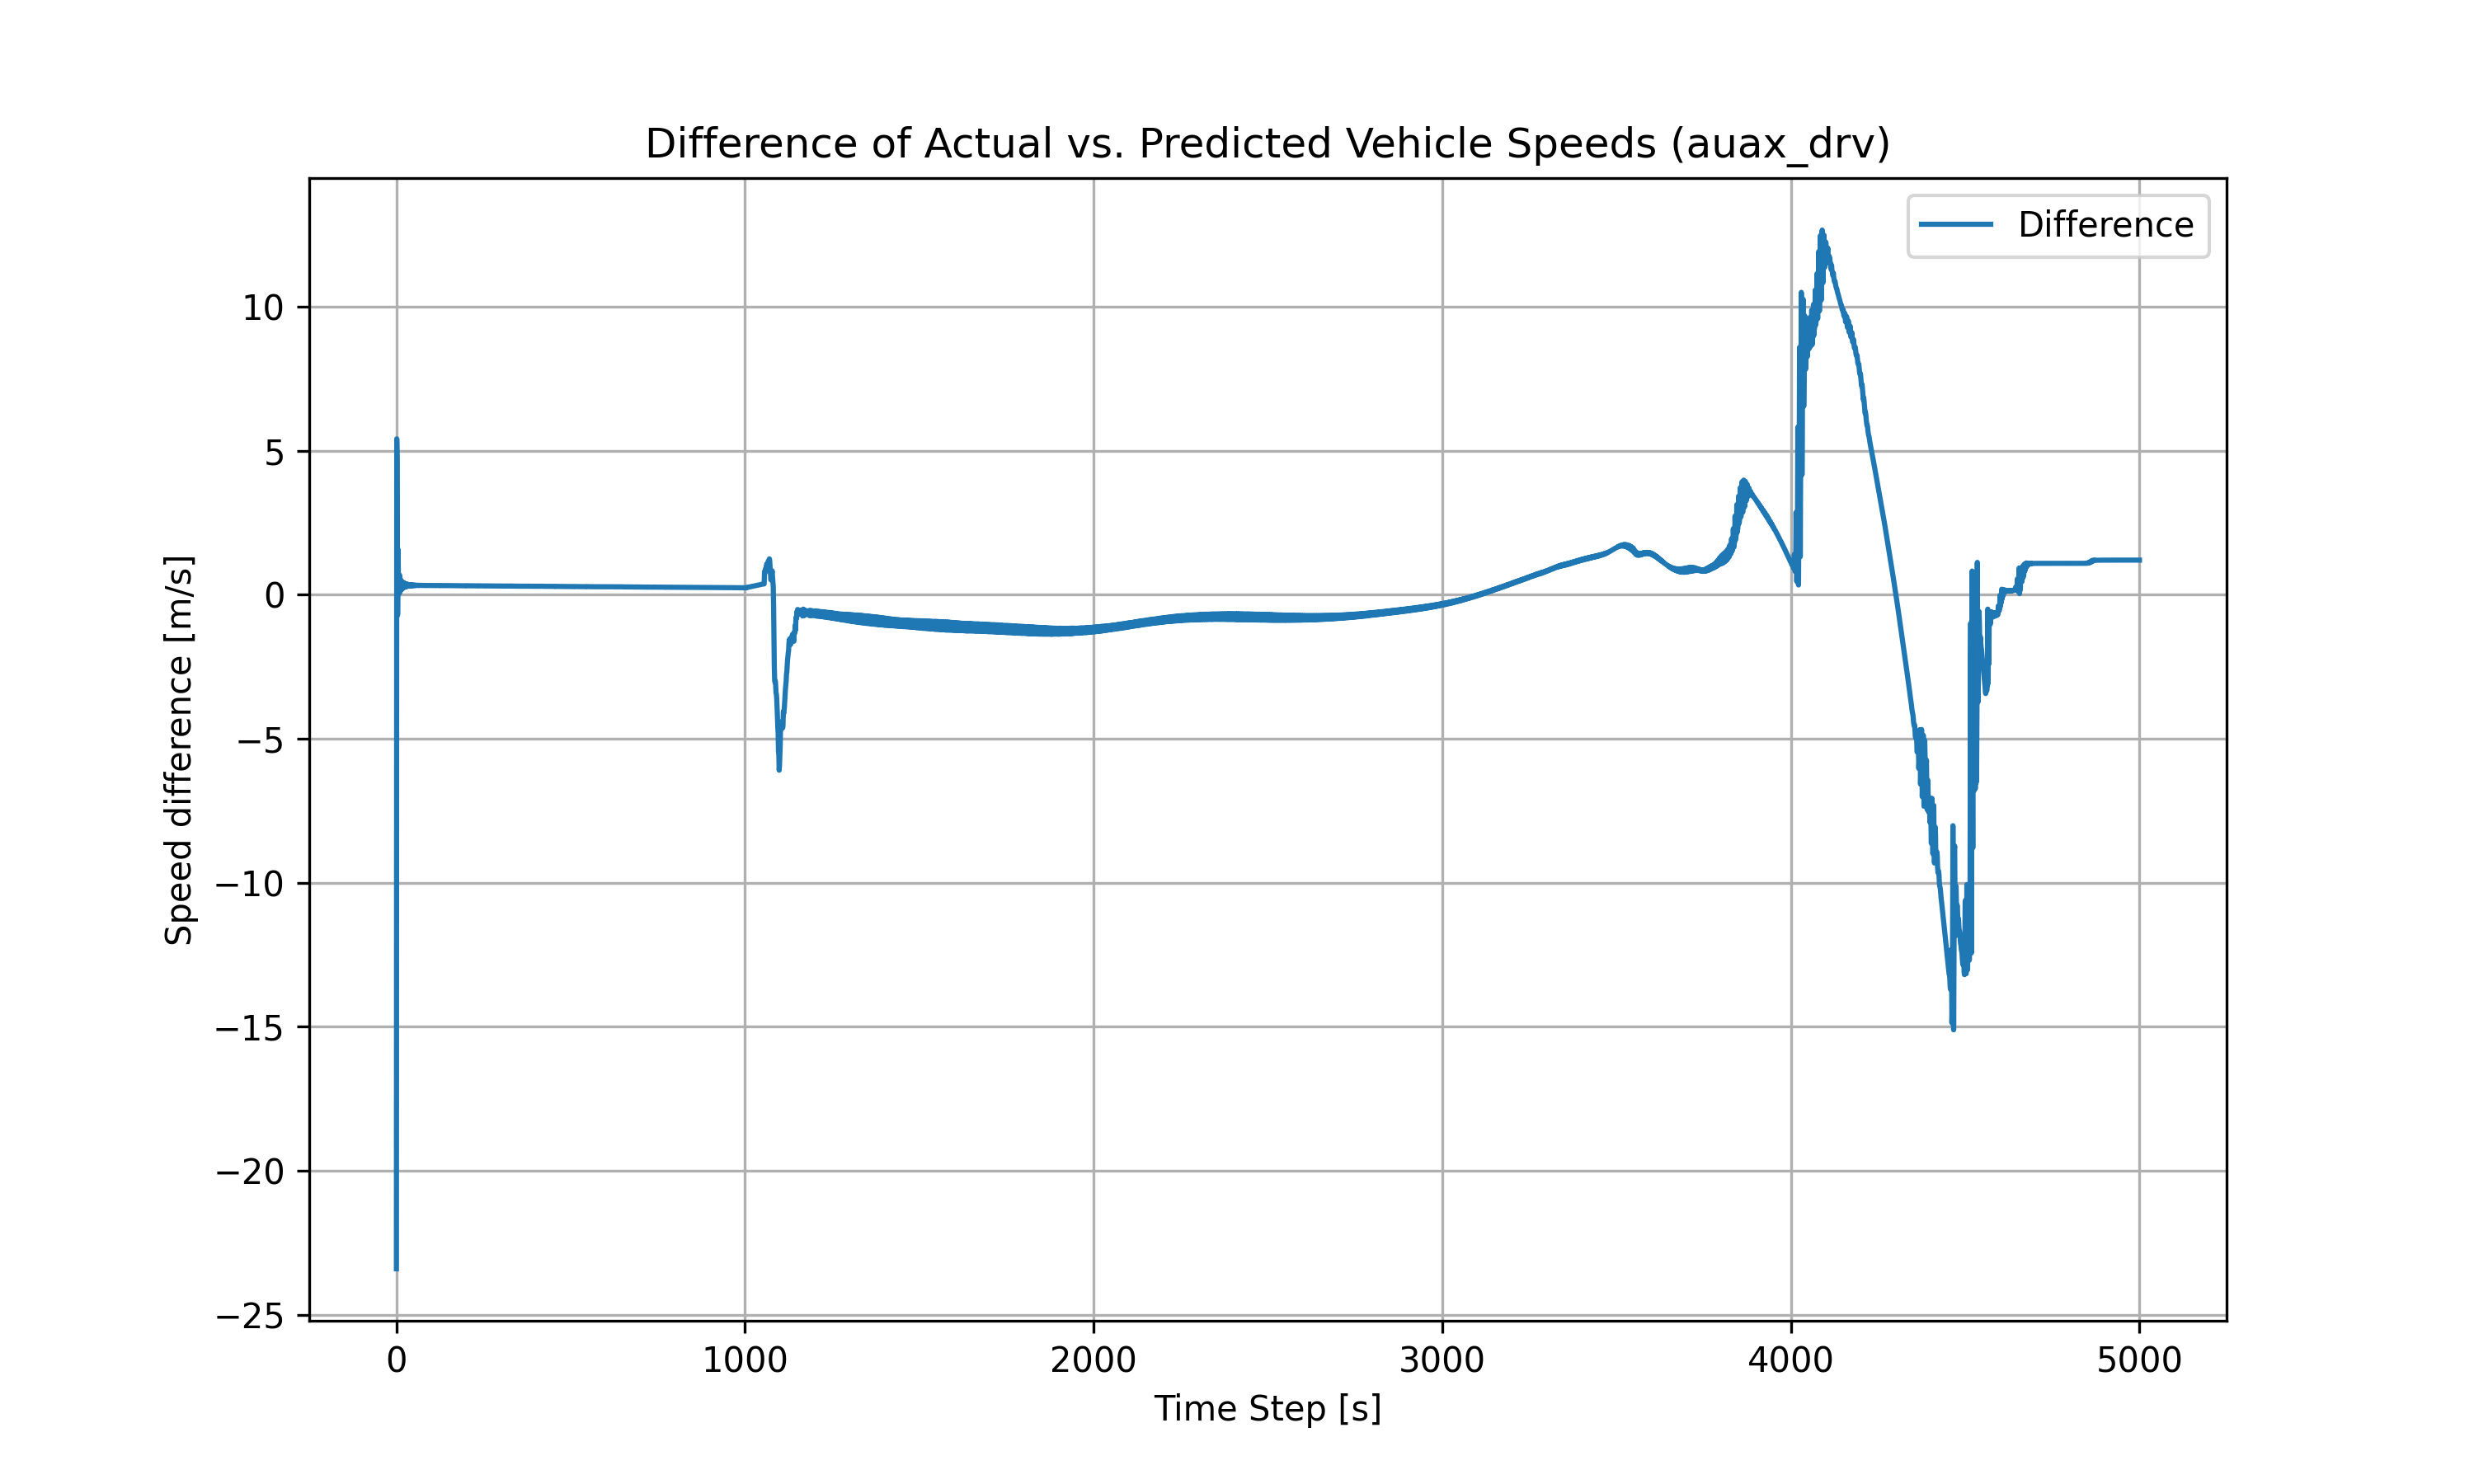 Difference of Actual vs. Predicted Vehicle Speeds (auax_drv)
Difference
10
5
0
−5
−10
−15
−20
−25
Speed difference [m/s]
0 1000 2000 3000 4000 5000
Time Step [s]